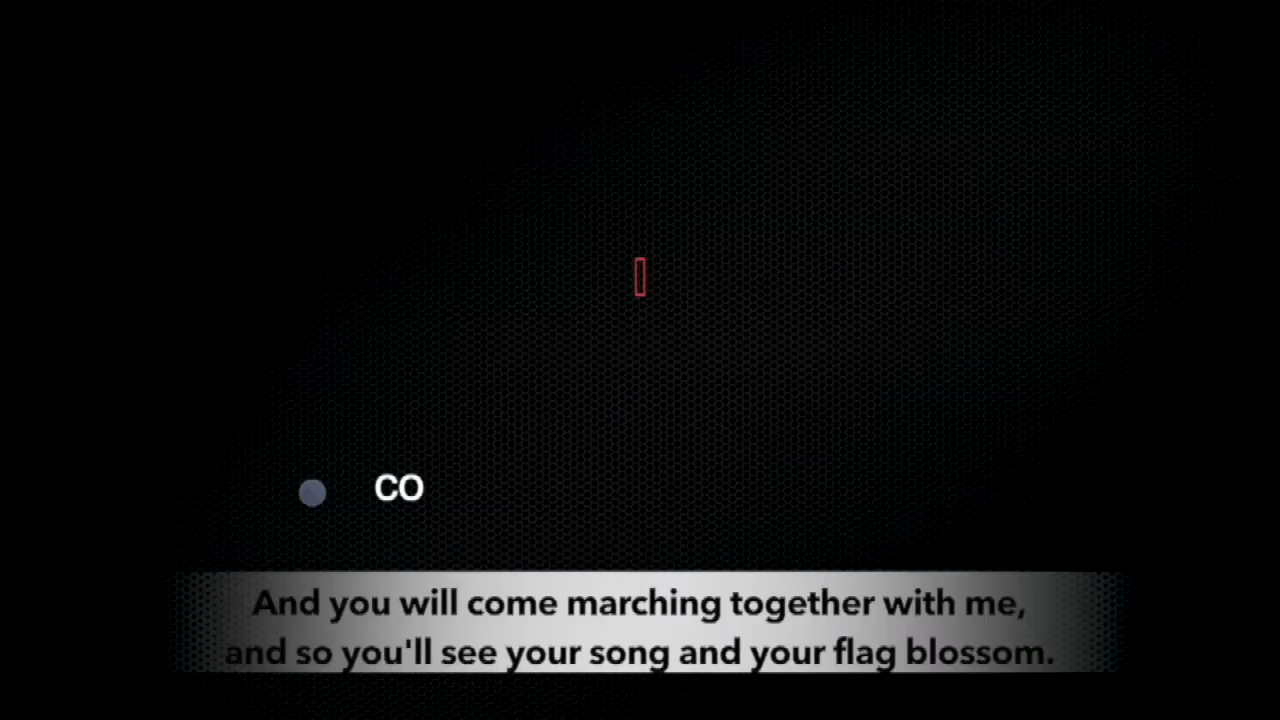 CO
And you will come marching together with me,
and so you'll see your song and your flag blossom.